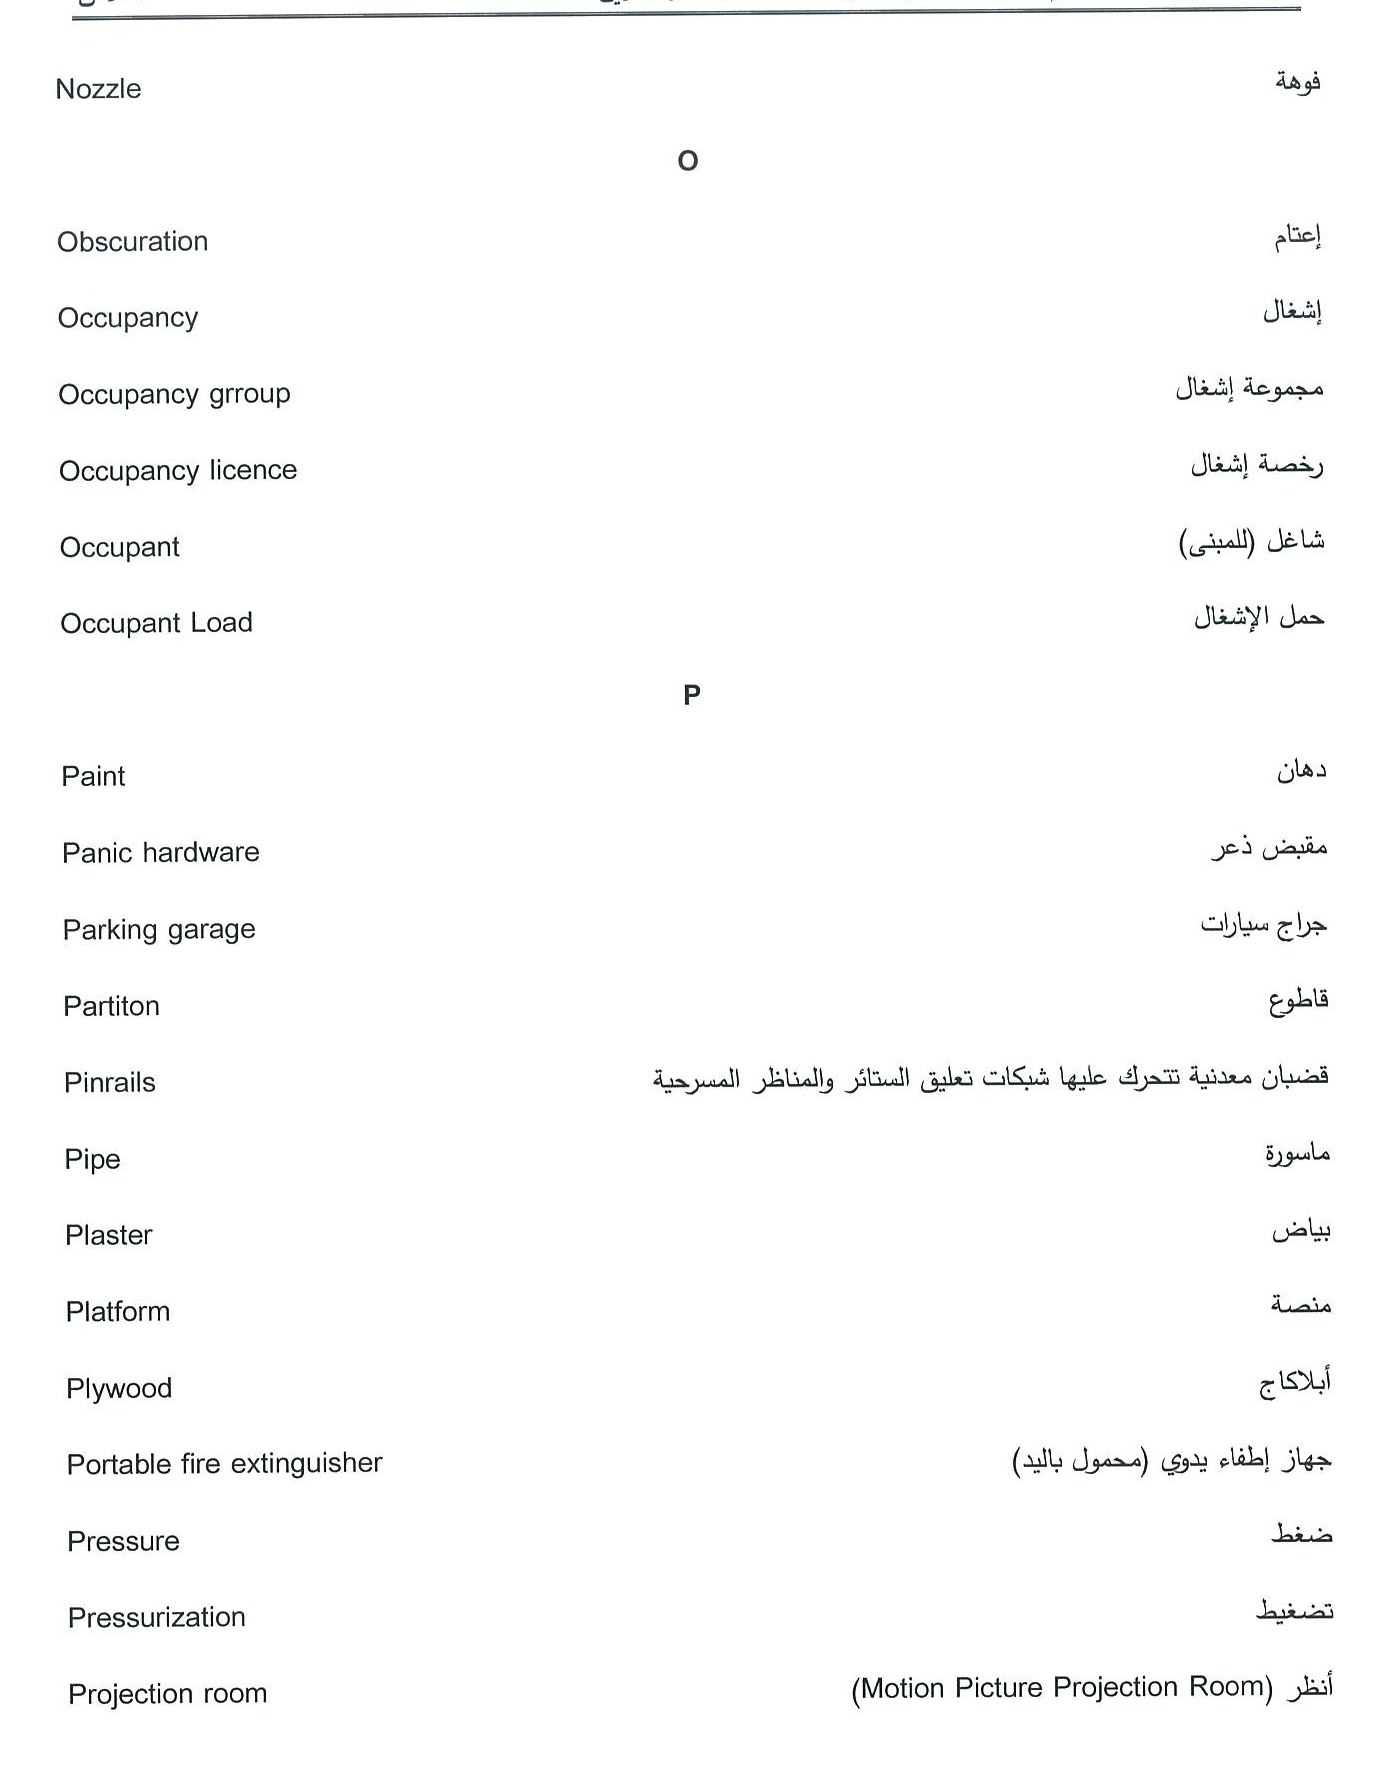 Nozzle فوهة
O
Obscuration إعتام
Occupancy إشغال
Occupancy grroup مجموعة إشغال
Occupancy licence رخصة إشغال
Occupant شاغل (للمبنى)
Occupant Load حمل الإشغال
P
Paint دهان
Panic hardware مقبض ذعر
Parking garage جراج سيارات
Partiton قاطوع
Pinrails قضبان معدنية تتحرك عليها شبكات تعليق الستائر والمناظر المسرحية
Pipe ماسورة
Plaster بياض
Platform منصة
Plywood أبلاكاج
Portable fire extinguisher جهاز إطفاء يدوي (محمول باليد)
Pressure ضغط
Pressurization تضغيط
Projection room أنظر (Motion Picture Projection Room)